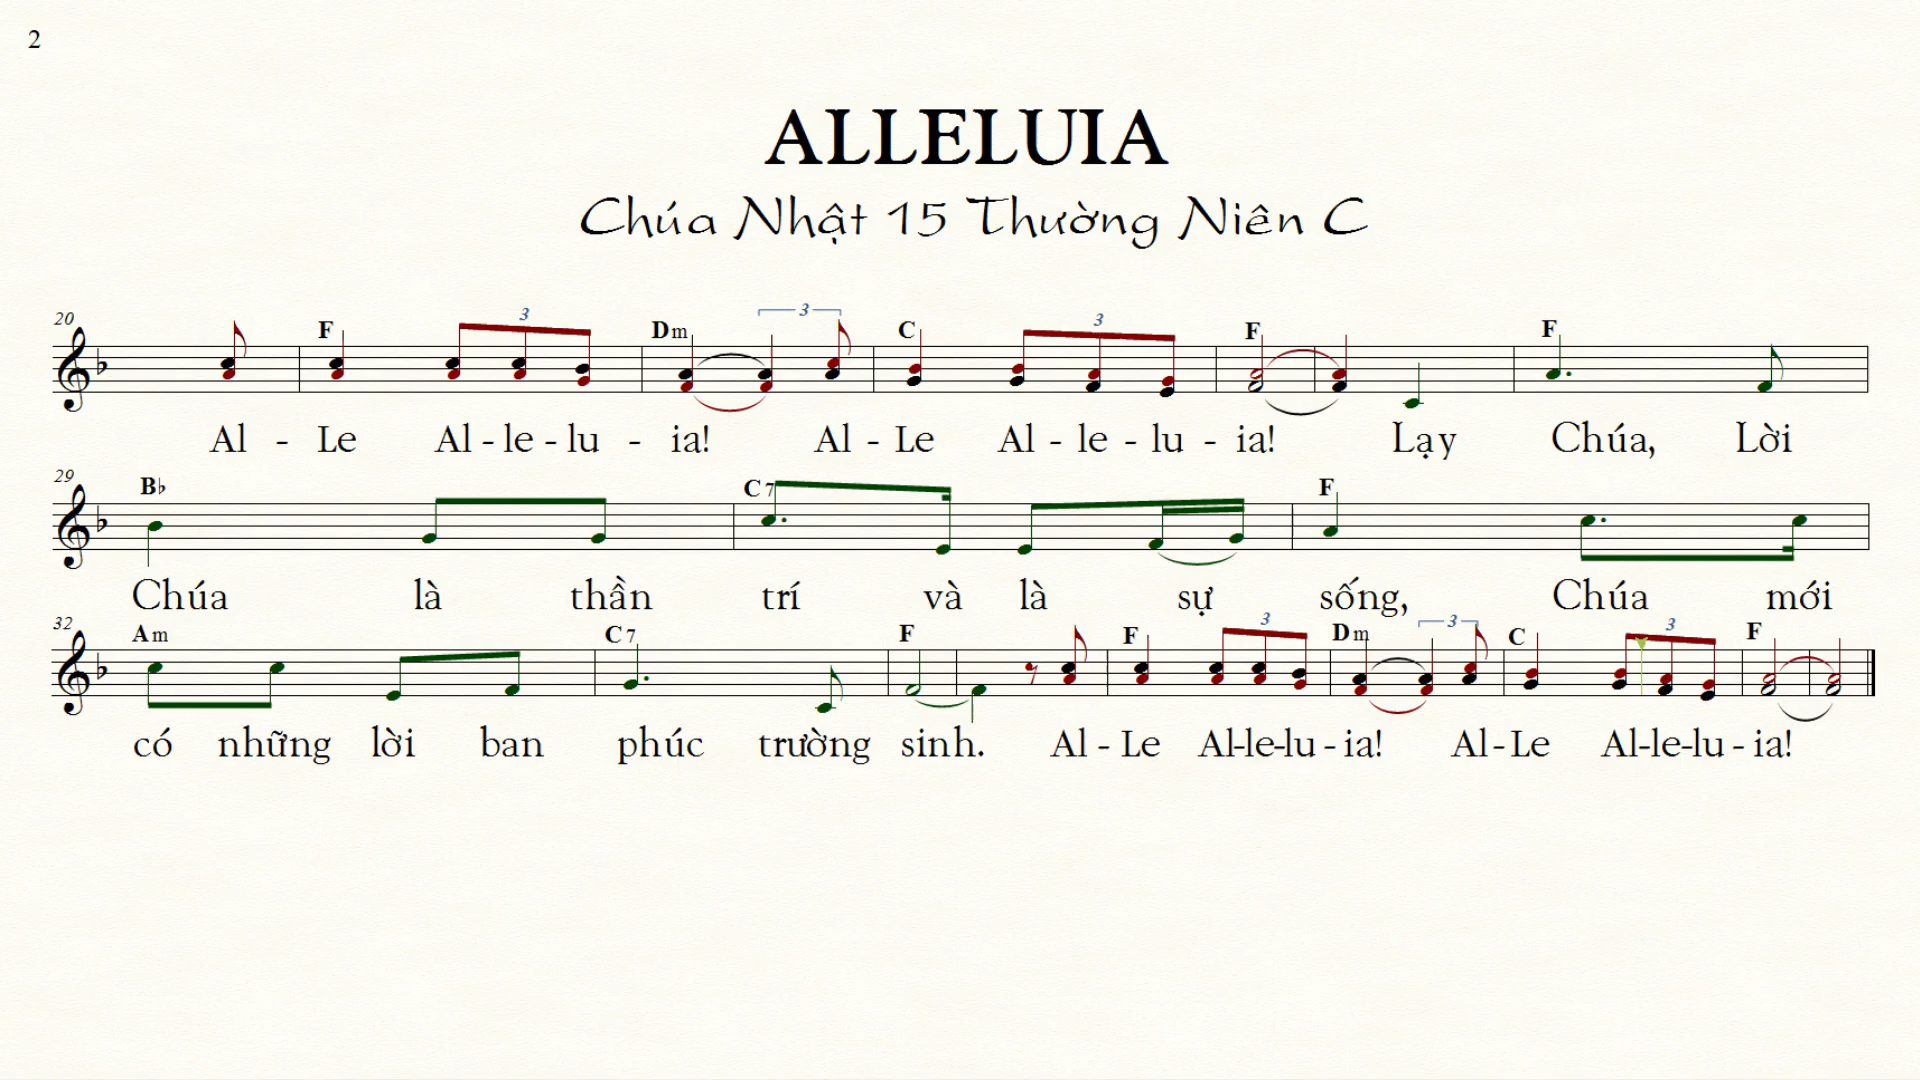 2
ALLELUIA
Chúa Nhật 15 Thường Niên C
20 F 3 Dm 3 C 3 F F
Al - Le Al - le - lu - ia! Al - Le Al - le - lu - ia! Lạy Chúa, Lời
29 B♭ C7 F
Chúa là thần trí và là sự sống, Chúa mới
32 Am C7 F F 3 Dm 3 C 3 F
có những lời ban phúc trường sinh. Al - Le Al-le-lu - ia! Al - Le Al-le-lu - ia!